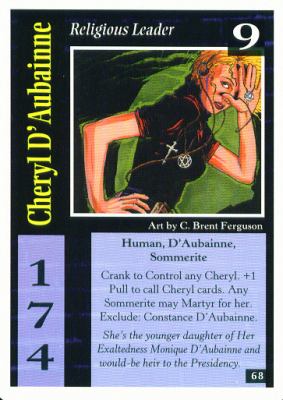 Religious Leader
9
Cheryl D'Aubainne
Art by C. Brent Ferguson
1
7
4
Human, D'Aubainne,
Sommerite
Crank to Control any Cheryl. +1
Pull to call Cheryl cards. Any
Sommerite may Martyr for her.
Exclude: Constance D'Aubainne.
She's the younger daughter of Her
Exaltedness Monique D'Aubainne and
would-be heir to the Presidency.
68